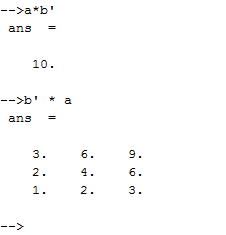 -->a*b'
ans =
10.
-->b' * a
ans =
3. 6. 9.
2. 4. 6.
1. 2. 3.
-->